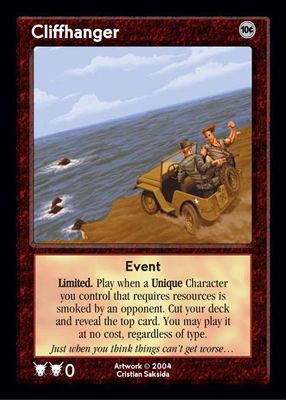 Cliffhanger
10¢
Event
Limited. Play when a Unique Character
you control that requires resources is
smoked by an opponent. Cut your deck
and reveal the top card. You may play it
at no cost, regardless of type.
Just when you think things can't get worse…
0
Artwork © 2004
Cristian Saksida